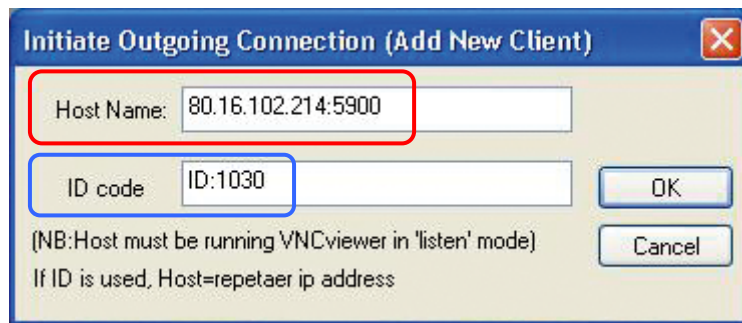 Initiate Outgoing Connection (Add New Client)
Host Name: 80.16.102.214:5900
ID code ID:1030
OK
(NB:Host must be running VNCviewer in 'listen' mode)
Cancel
If ID is used, Host=repetaer ip address